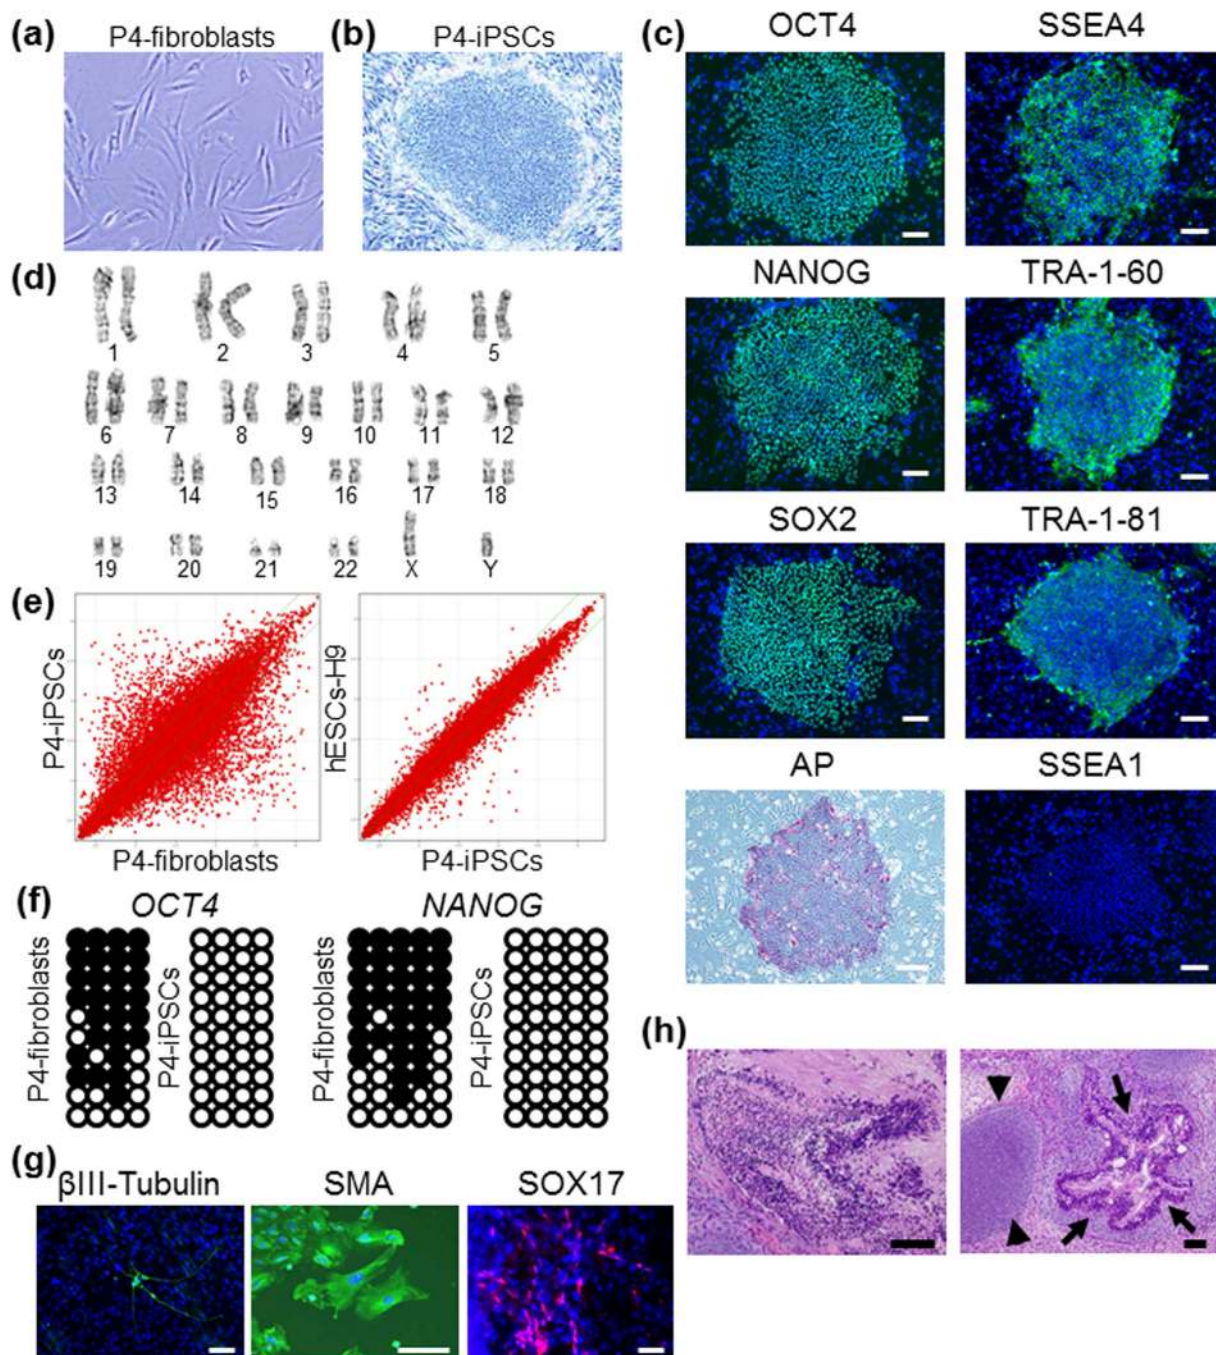 (a) P4-fibroblasts
(b) P4-iPSCs
(c) OCT4 SSEA4
NANOG TRA-1-60
SOX2 TRA-1-81
AP SSEA1
(d)
1 2 3 4 5
6 7 8 9 10 11 12
13 14 15 16 17 18
19 20 21 22 X Y
(e)
P4-iPSCs
P4-fibroblasts
hESCs-H9
P4-iPSCs
(f)
OCT4 NANOG
P4-fibroblasts
P4-iPSCs
P4-fibroblasts
P4-iPSCs
(g)
βIII-Tubulin SMA SOX17
(h)